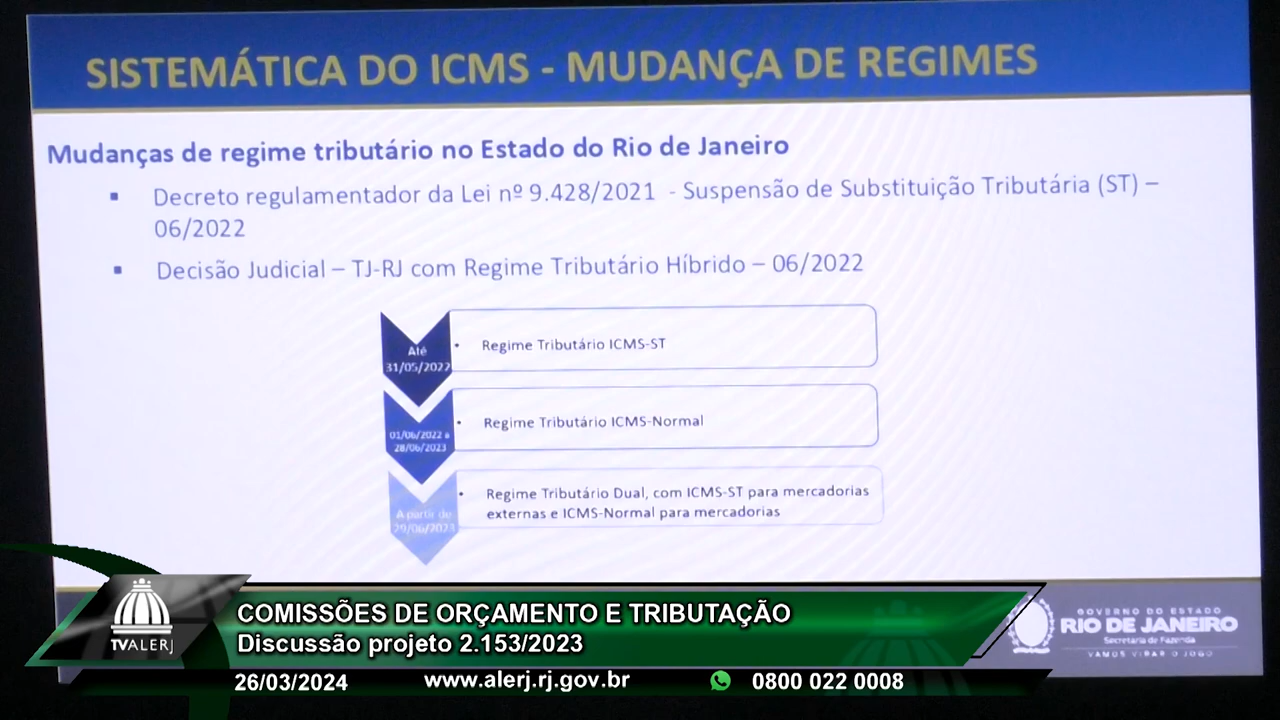 SISTEMÁTICA DO ICMS - MUDANÇA DE REGIMES
Mudanças de regime tributário no Estado do Rio de Janeiro
▪ Decreto regulamentador da Lei nº 9.428/2021 - Suspensão de Substituição Tributária (ST) –
06/2022
▪ Decisão Judicial – TJ-RJ com Regime Tributário Híbrido – 06/2022
Até
31/05/2022
• Regime Tributário ICMS-ST
01/06/2022 a
28/06/2023
• Regime Tributário ICMS-Normal
A partir de
29/06/2023
• Regime Tributário Dual, com ICMS-ST para mercadorias
externas e ICMS-Normal para mercadorias
GOVERNO DO ESTADO
RIO DE JANEIRO
Secretaria de Fazenda
VAMOS VIRAR O JOGO
TVALERJ
COMISSÕES DE ORÇAMENTO E TRIBUTAÇÃO
Discussão projeto 2.153/2023
26/03/2024 www.alerj.rj.gov.br 0800 022 0008